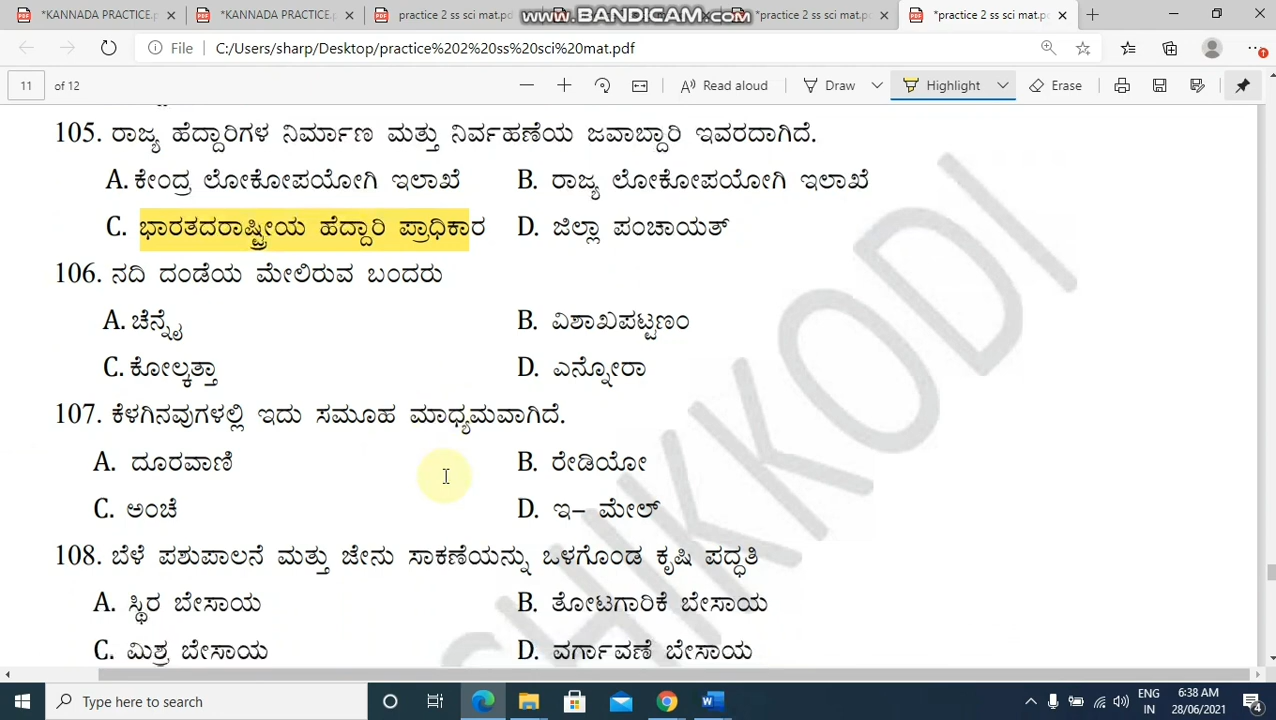 *KANNADA PRACTICE.p
*KANNADA PRACTICE.p
practice 2 ss sci mat.pdf
www.BANDICAM.com
*practice 2 ss sci mat.pd
*practice 2 ss sci mat.pd
File
C:/Users/sharp/Desktop/practice%202%20ss%20sci%20mat.pdf
11 of 12
Read aloud
Draw
Highlight
Erase
105. ರಾಜ್ಯ ಹೆದ್ದಾರಿಗಳ ನಿರ್ಮಾಣ ಮತ್ತು ನಿರ್ವಹಣೆಯ ಜವಾಬ್ದಾರಿ ಇವರದಾಗಿದೆ.
A. ಕೇಂದ್ರ ಲೋಕೋಪಯೋಗಿ ಇಲಾಖೆ B. ರಾಜ್ಯ ಲೋಕೋಪಯೋಗಿ ಇಲಾಖೆ
C. ಭಾರತದರಾಷ್ಟ್ರೀಯ ಹೆದ್ದಾರಿ ಪ್ರಾಧಿಕಾರ D. ಜಿಲ್ಲಾ ಪಂಚಾಯತ್
106. ನದಿ ದಂಡೆಯ ಮೇಲಿರುವ ಬಂದರು
A. ಚೆನ್ನೈ B. ವಿಶಾಖಪಟ್ಟಣಂ
C. ಕೋಲ್ಕತ್ತಾ D. ಎನ್ನೋರಾ
107. ಕೆಳಗಿನವುಗಳಲ್ಲಿ ಇದು ಸಮೂಹ ಮಾಧ್ಯಮವಾಗಿದೆ.
A. ದೂರವಾಣಿ B. ರೇಡಿಯೋ
C. ಅಂಚೆ D. ಇ– ಮೇಲ್
108. ಬೆಳೆ ಪಶುಪಾಲನೆ ಮತ್ತು ಜೇನು ಸಾಕಣೆಯನ್ನು ಒಳಗೊಂಡ ಕೃಷಿ ಪದ್ಧತಿ
A. ಸ್ಥಿರ ಬೇಸಾಯ B. ತೋಟಗಾರಿಕೆ ಬೇಸಾಯ
C. ಮಿಶ್ರ ಬೇಸಾಯ D. ವರ್ಗಾವಣೆ ಬೇಸಾಯ
SHKKODI
Type here to search
ENG
IN
6:38 AM
28/06/2021
4